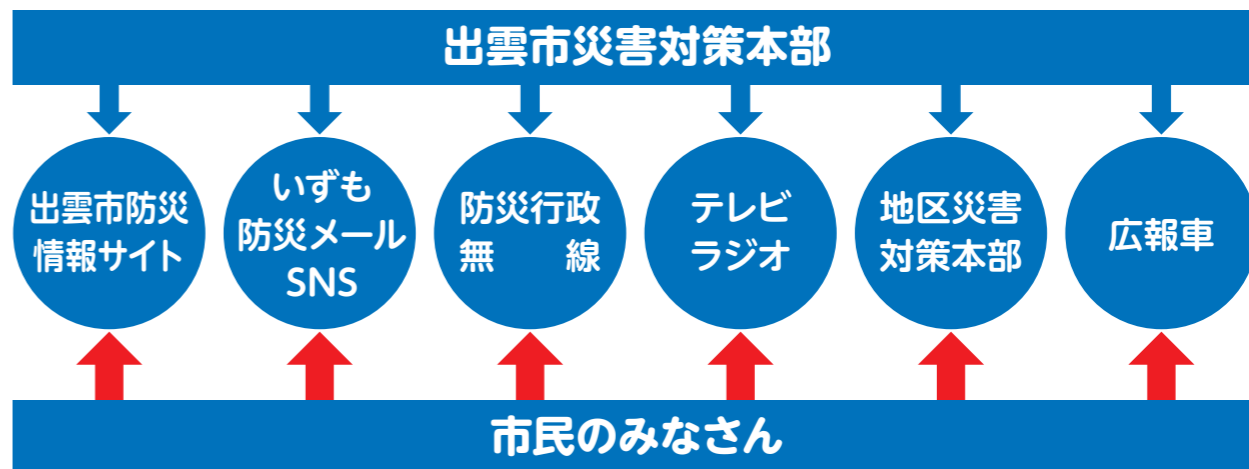 出雲市災害対策本部
出雲市防災
情報サイト
いずも
防災メール
SNS
防災行政
無　線
テレビ
ラジオ
地区災害
対策本部
広報車
市民のみなさん